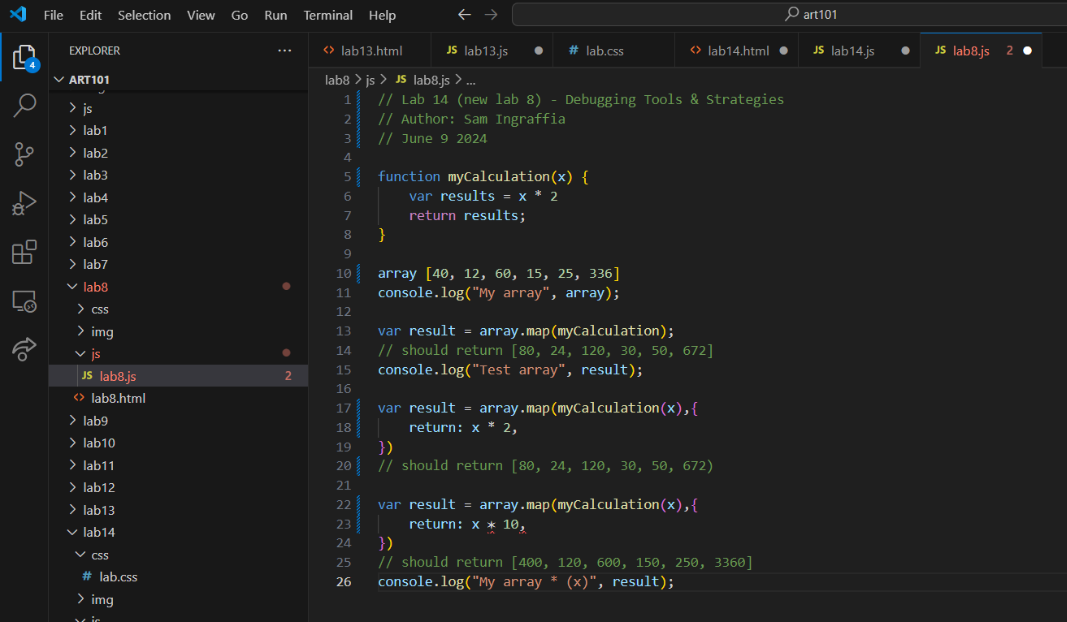 File Edit Selection View Go Run Terminal Help art101
EXPLORER
ART101
4
js
lab1
lab2
lab3
lab4
lab5
lab6
lab7
lab8
css
img
js
JS lab8.js 2
<> lab8.html
lab9
lab10
lab11
lab12
lab13
lab14
css
# lab.css
img
<> lab13.html JS lab13.js # lab.css <> lab14.html JS lab14.js JS lab8.js 2
lab8 > js > JS lab8.js > ...
1 // Lab 14 (new lab 8) - Debugging Tools & Strategies
2 // Author: Sam Ingraffia
3 // June 9 2024
4
5 function myCalculation(x) {
6 var results = x * 2
7 return results;
8 }
9
10 array [40, 12, 60, 15, 25, 336]
11 console.log("My array", array);
12
13 var result = array.map(myCalculation);
14 // should return [80, 24, 120, 30, 50, 672]
15 console.log("Test array", result);
16
17 var result = array.map(myCalculation(x),{
18 return: x * 2,
19 })
20 // should return [80, 24, 120, 30, 50, 672)
21
22 var result = array.map(myCalculation(x),{
23 return: x * 10,
24 })
25 // should return [400, 120, 600, 150, 250, 3360]
26 console.log("My array * (x)", result);